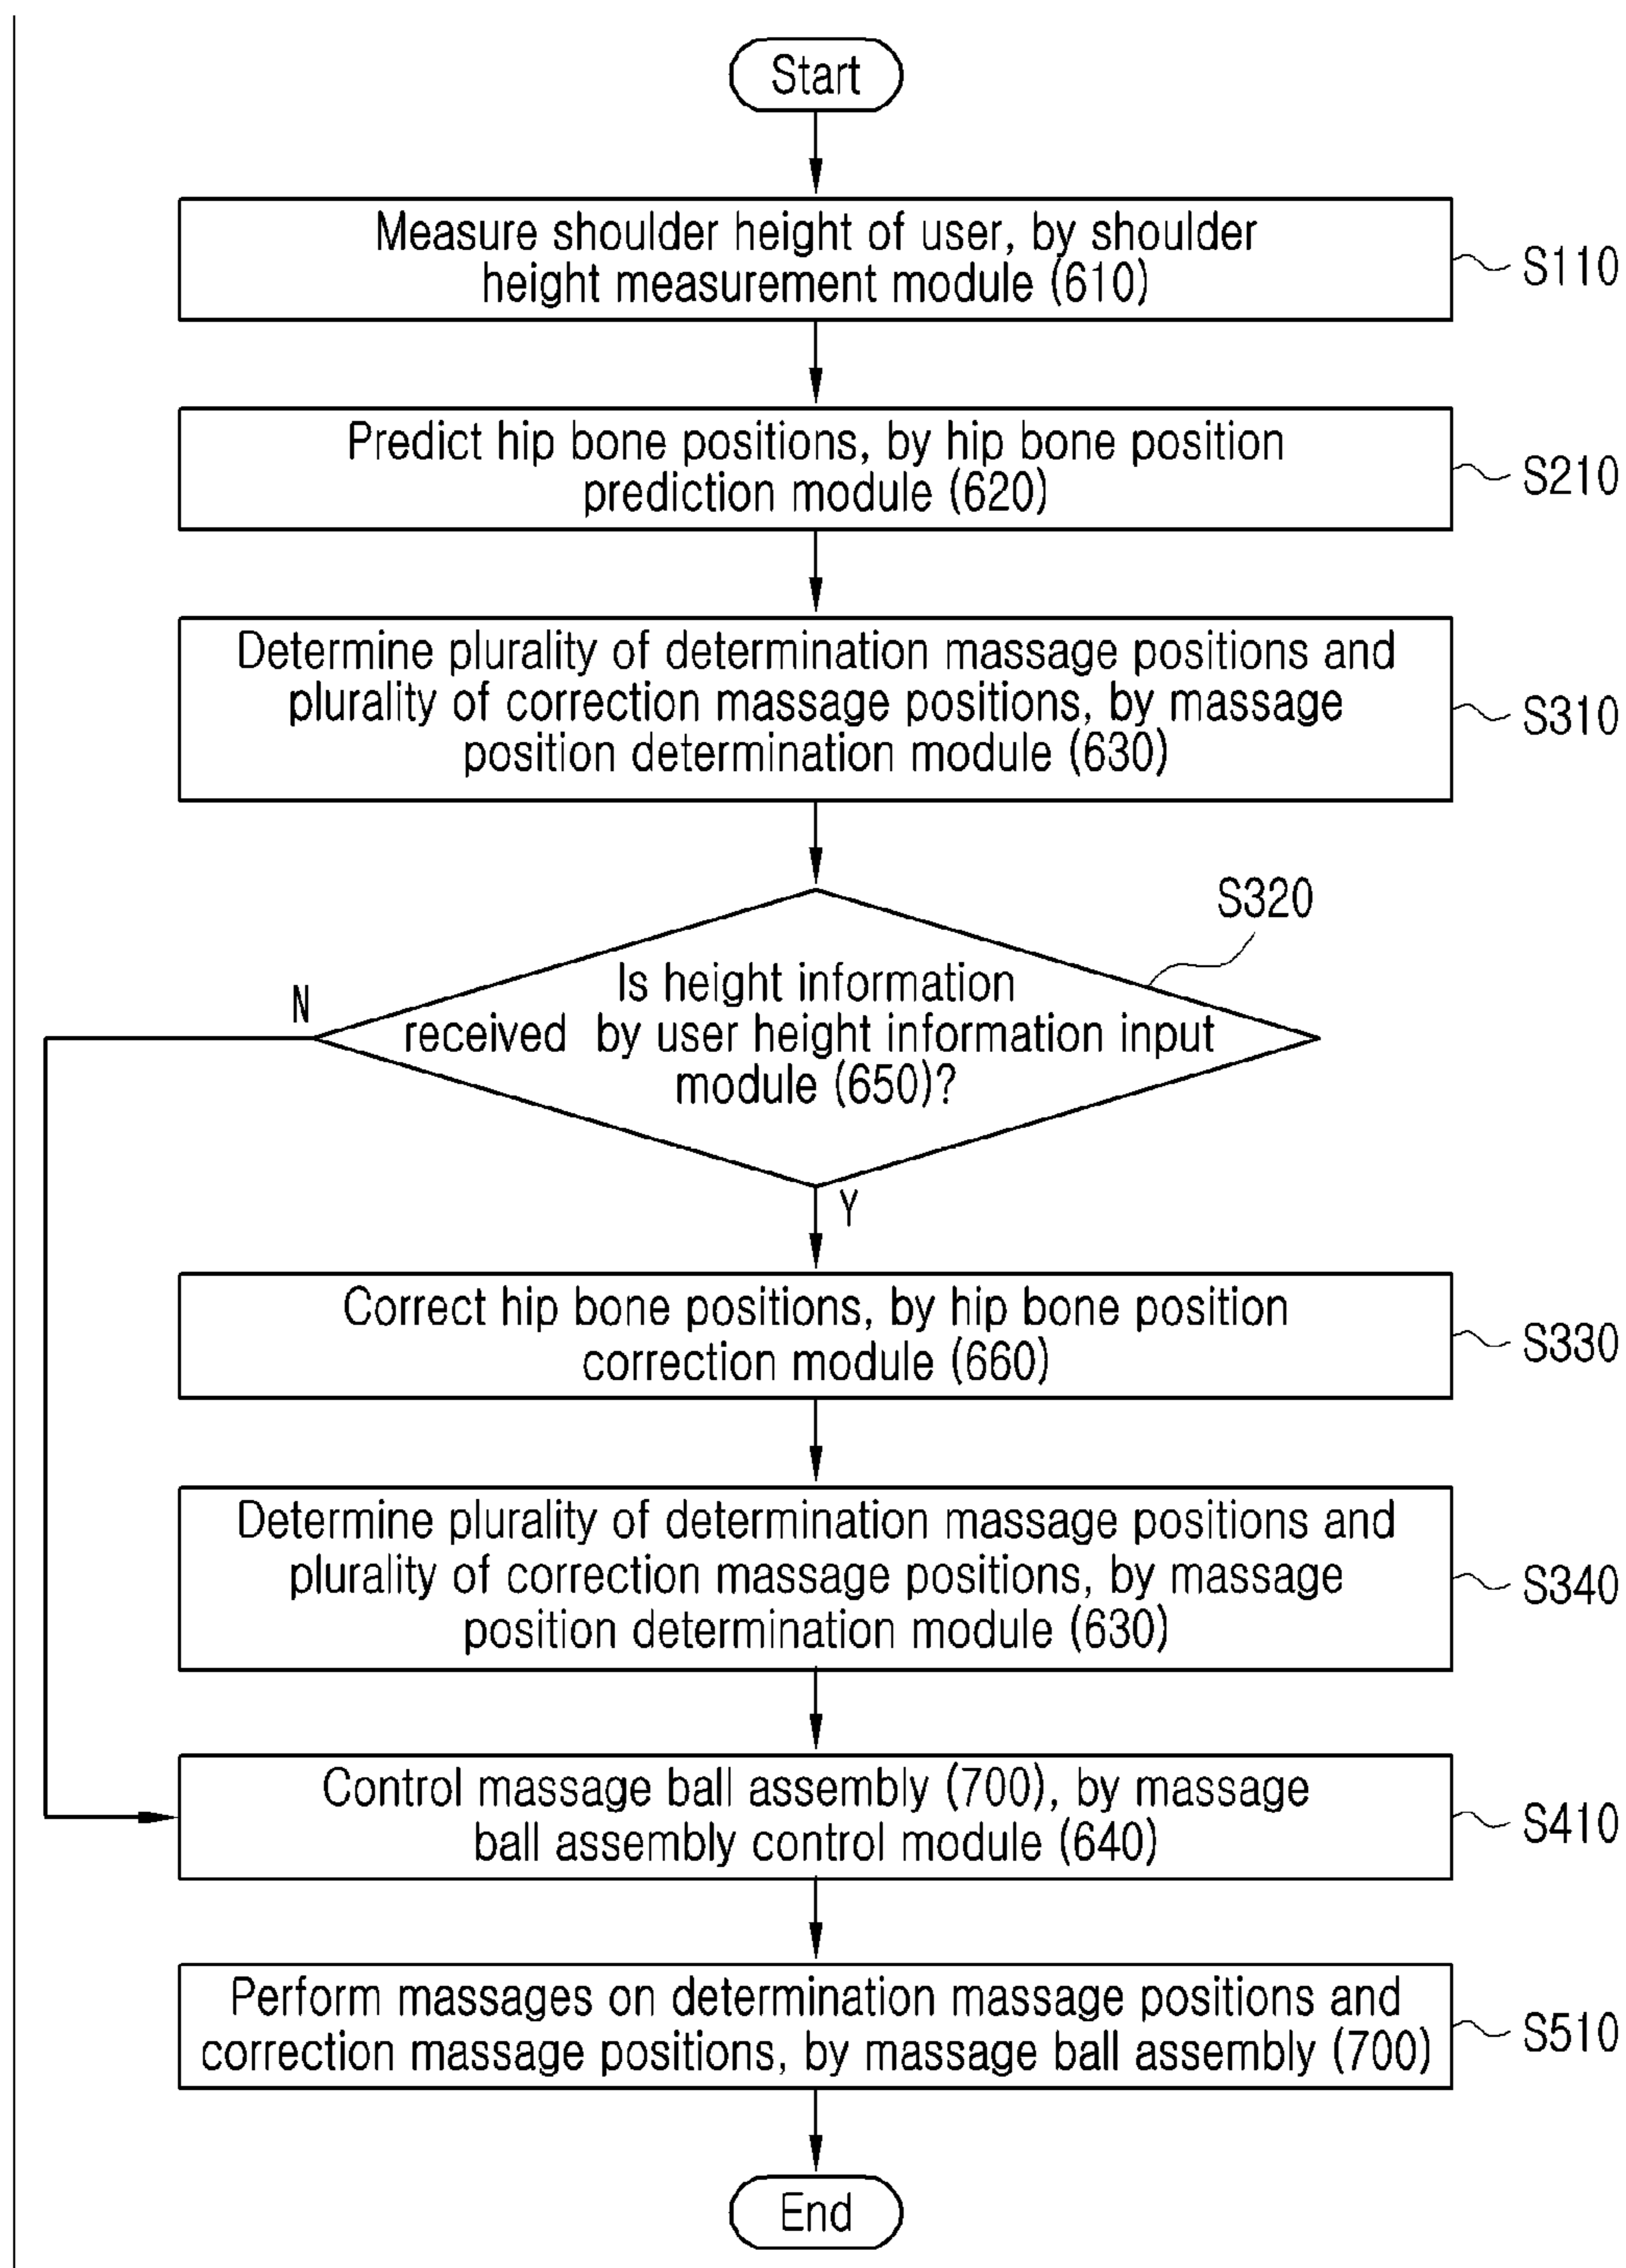 Start
Measure shoulder height of user, by shoulder
height measurement module (610)
S110
Predict hip bone positions, by hip bone position
prediction module (620)
S210
Determine plurality of determination massage positions and
plurality of correction massage positions, by massage
position determination module (630)
S310
S320
Is height information
received by user height information input
module (650)?
N
Y
Correct hip bone positions, by hip bone position
correction module (660)
S330
Determine plurality of determination massage positions and
plurality of correction massage positions, by massage
position determination module (630)
S340
Control massage ball assembly (700), by massage
ball assembly control module (640)
S410
Perform massages on determination massage positions and
correction massage positions, by massage ball assembly (700)
S510
End